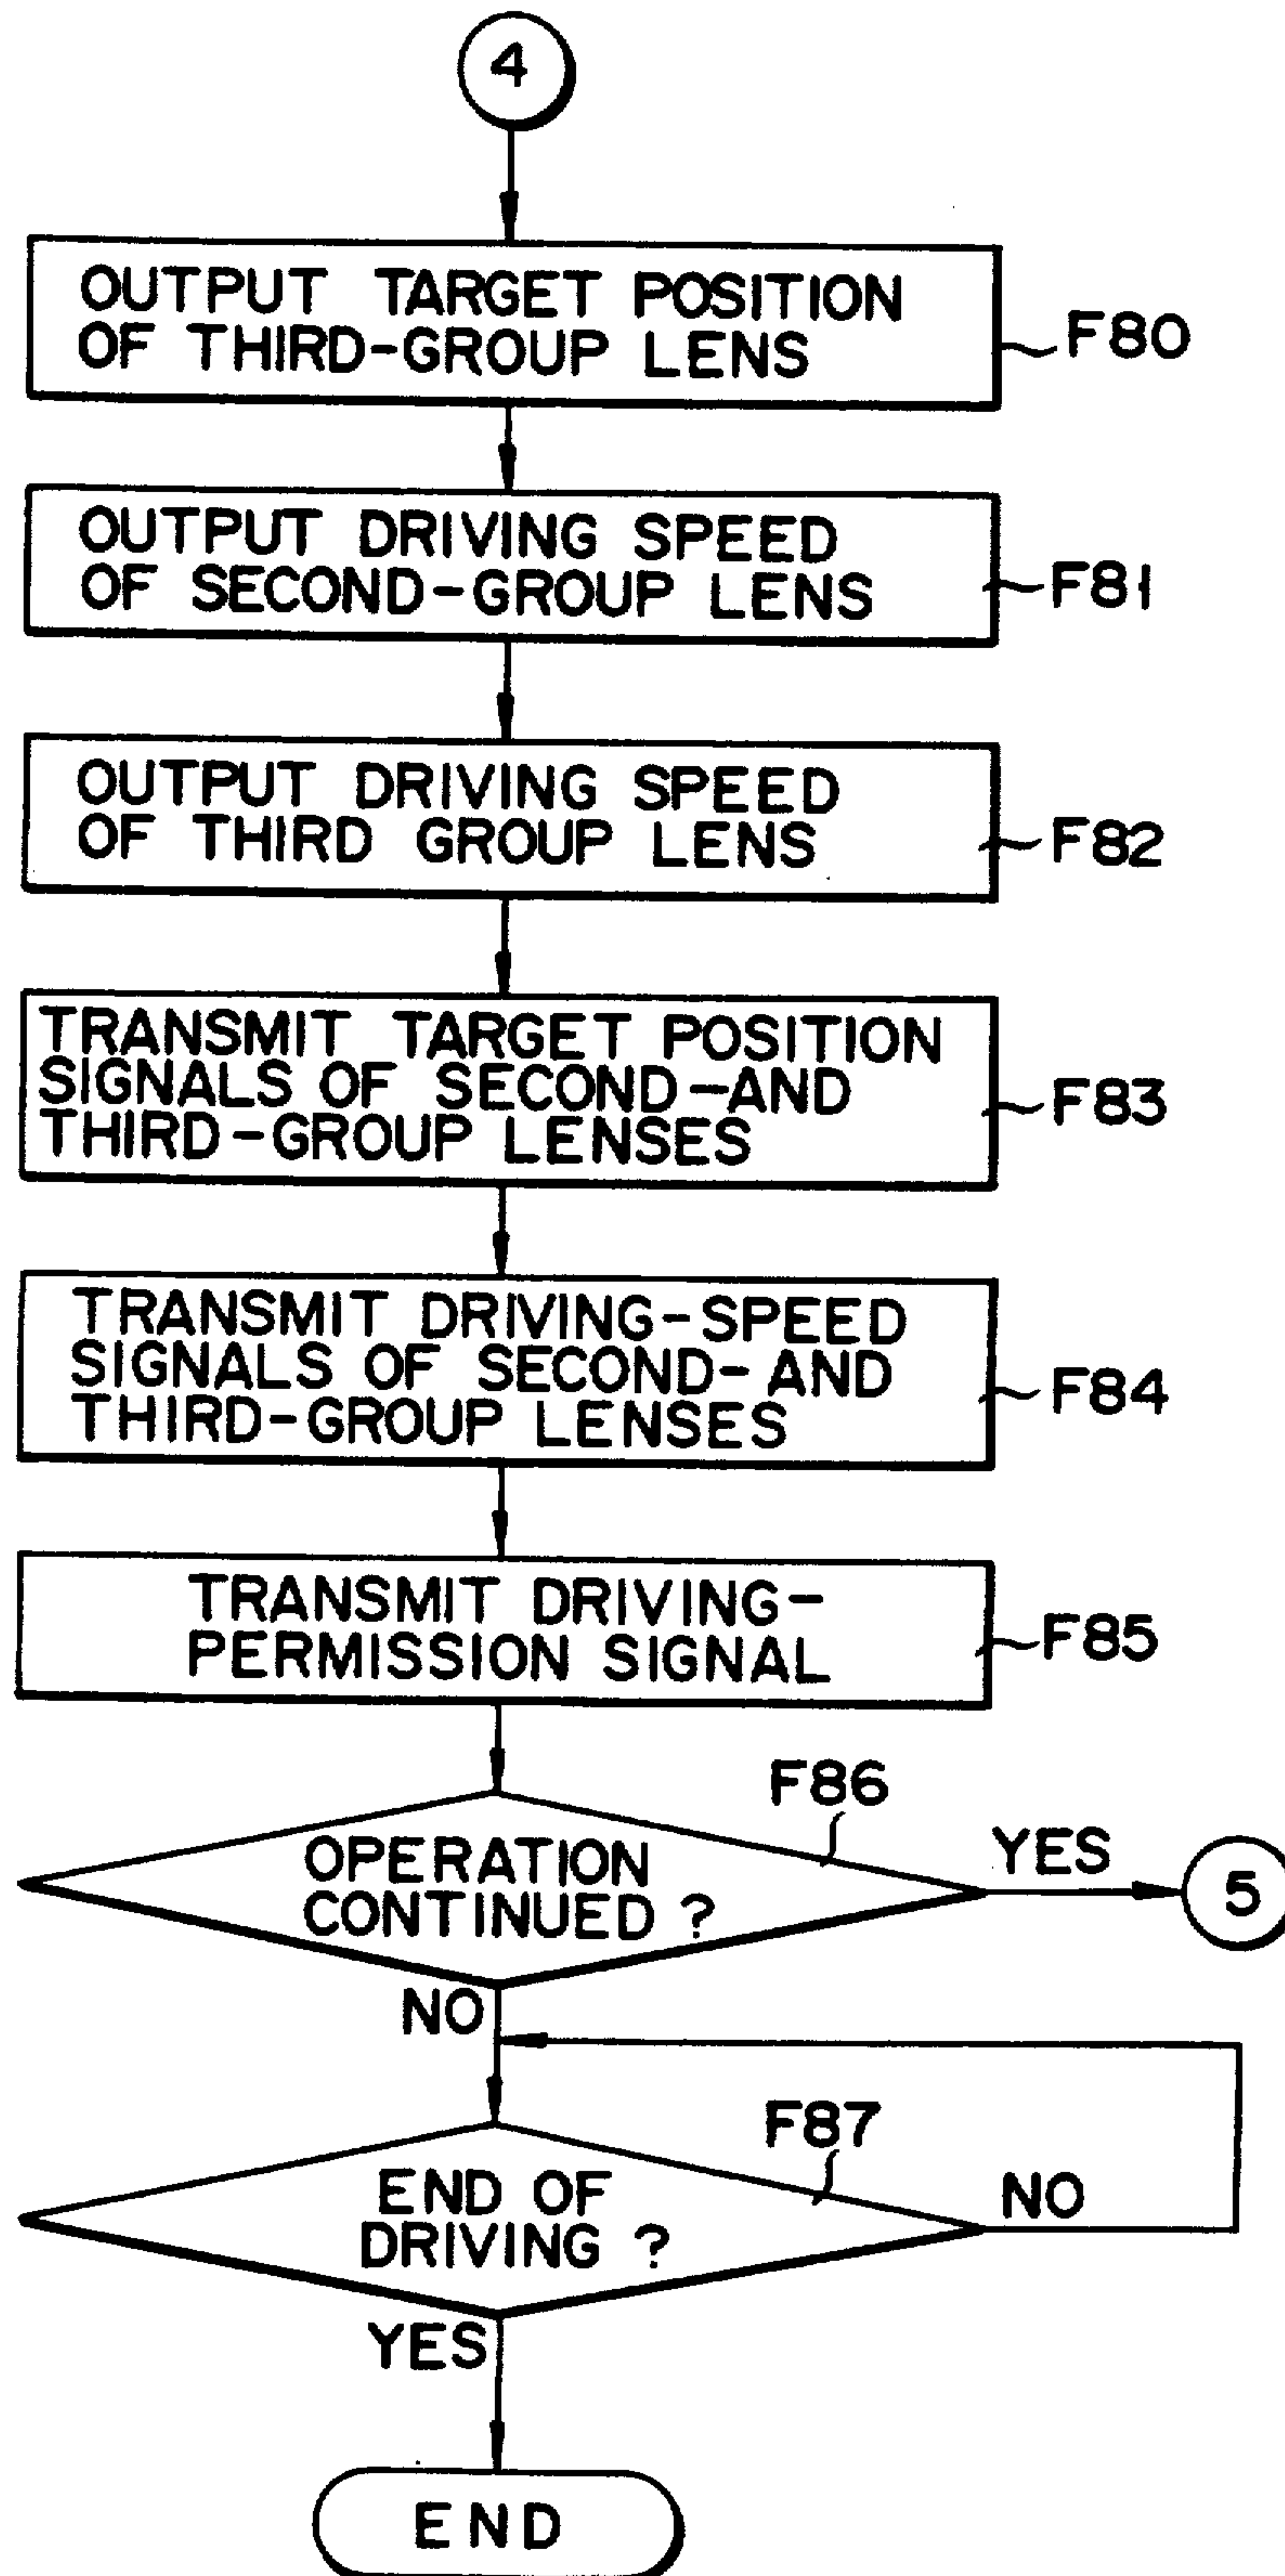 4
OUTPUT TARGET POSITION
OF THIRD-GROUP LENS
F80
OUTPUT DRIVING SPEED
OF SECOND-GROUP LENS
F81
OUTPUT DRIVING SPEED
OF THIRD GROUP LENS
F82
TRANSMIT TARGET POSITION
SIGNALS OF SECOND-AND
THIRD-GROUP LENSES
F83
TRANSMIT DRIVING-SPEED
SIGNALS OF SECOND- AND
THIRD-GROUP LENSES
F84
TRANSMIT DRIVING-
PERMISSION SIGNAL
F85
F86
OPERATION
CONTINUED ?
YES
5
NO
F87
END OF
DRIVING ?
NO
YES
END